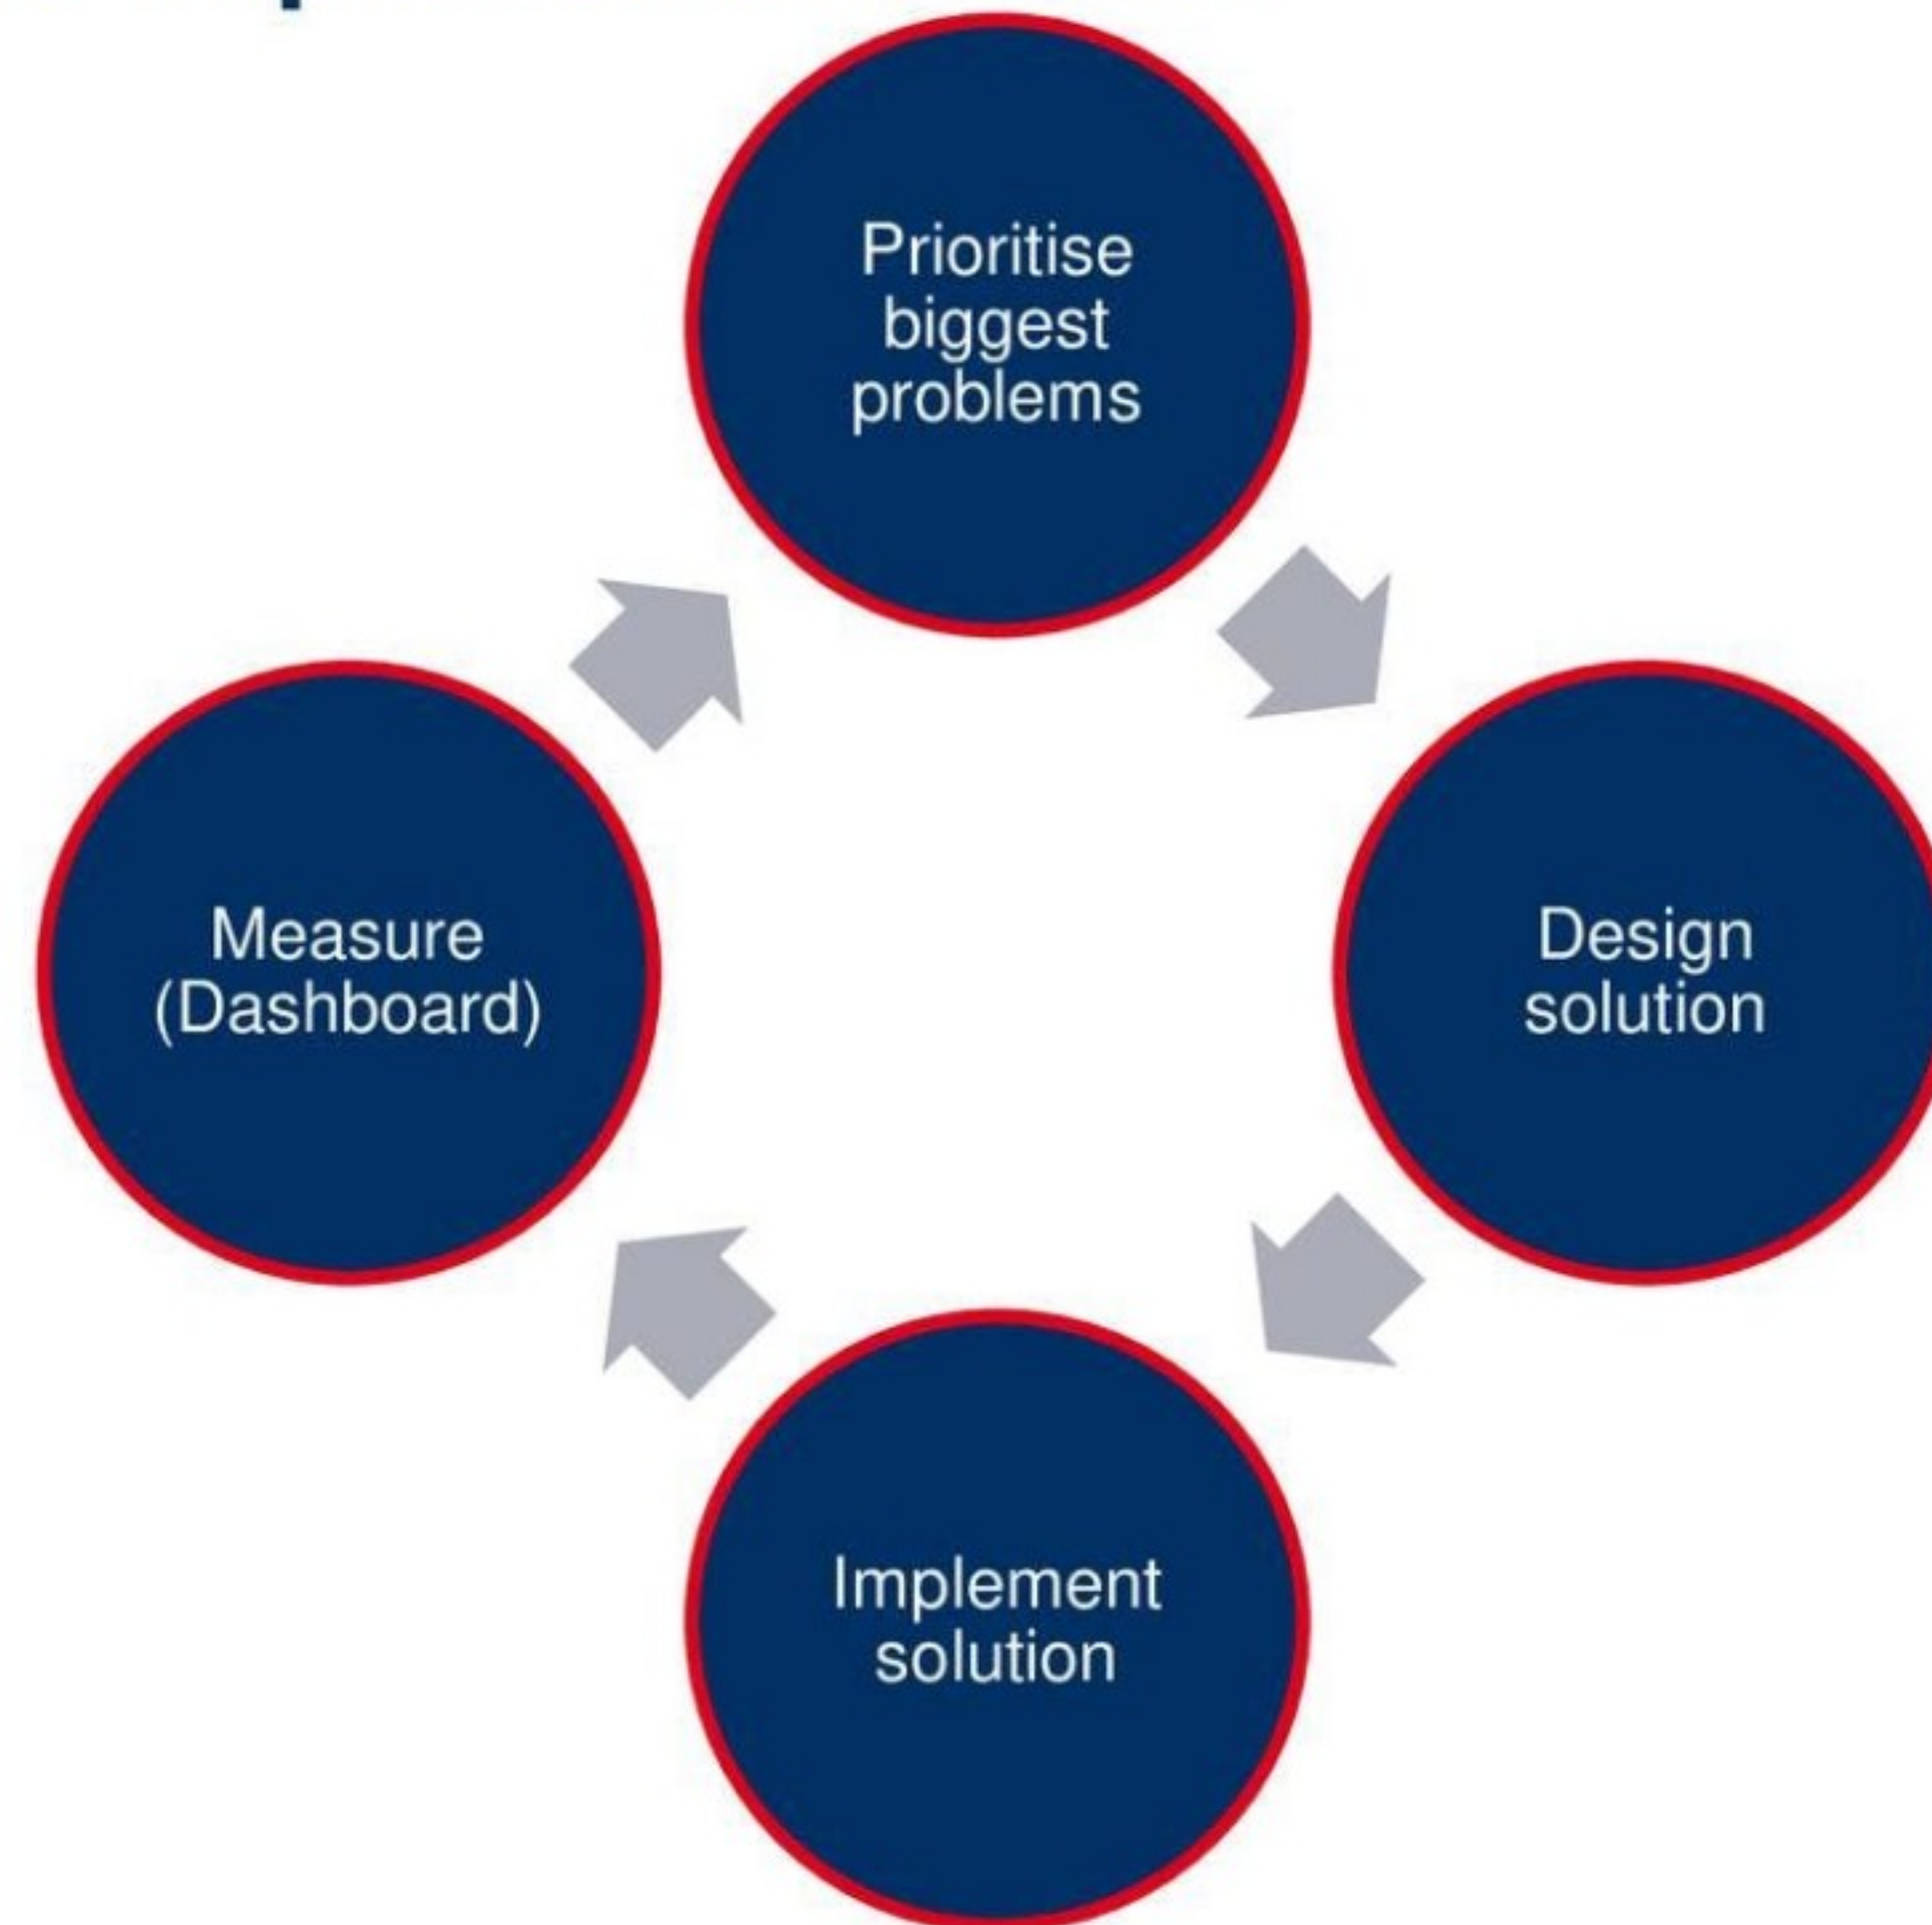 Prioritise
biggest
problems
Measure
(Dashboard)
Design
solution
Implement
solution